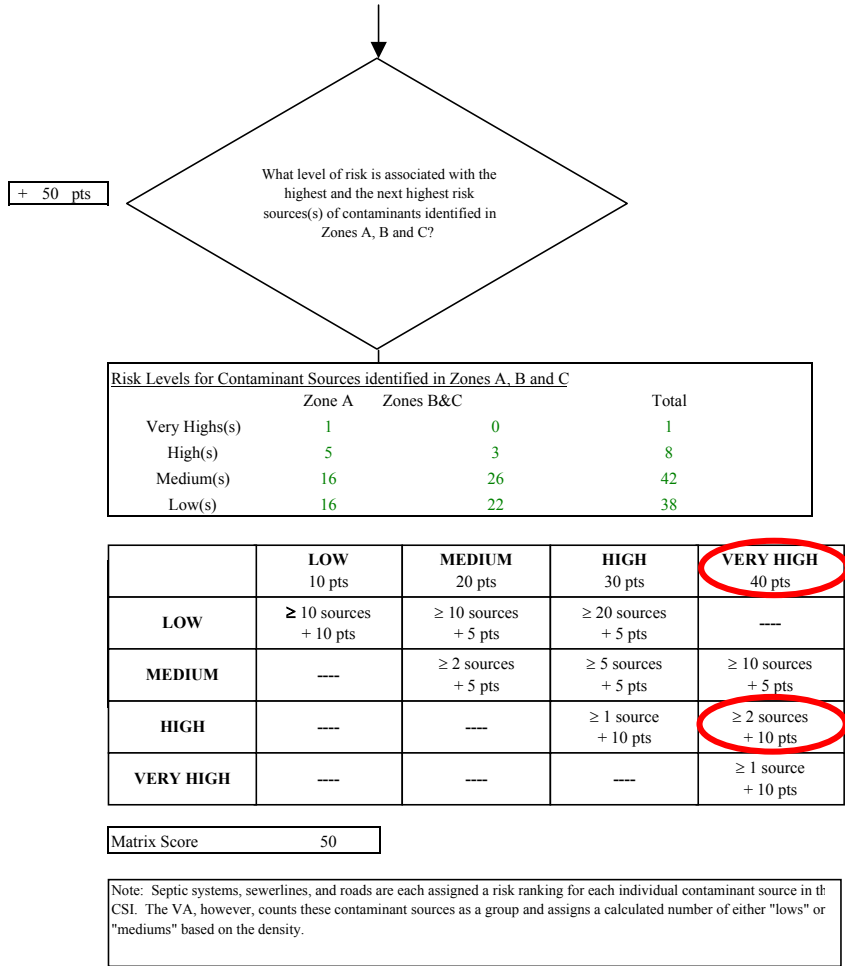 What level of risk is associated with the
highest and the next highest risk
sources(s) of contaminants identified in
Zones A, B and C?
+ 50 pts
Risk Levels for Contaminant Sources identified in Zones A, B and C
Zone A Zones B&C Total
Very Highs(s) 1 0 1
High(s) 5 3 8
Medium(s) 16 26 42
Low(s) 16 22 38
LOW MEDIUM HIGH VERY HIGH
10 pts 20 pts 30 pts 40 pts
LOW ≥ 10 sources ≥ 10 sources ≥ 20 sources ----
+ 10 pts + 5 pts + 5 pts
MEDIUM ---- ≥ 2 sources ≥ 5 sources ≥ 10 sources
+ 5 pts + 5 pts + 5 pts
HIGH ---- ---- ≥ 1 source ≥ 2 sources
+ 10 pts + 10 pts
VERY HIGH ---- ---- ---- ≥ 1 source
+ 10 pts
Matrix Score 50
Note: Septic systems, sewerlines, and roads are each assigned a risk ranking for each individual contaminant source in th
CSI. The VA, however, counts these contaminant sources as a group and assigns a calculated number of either "lows" or
"mediums" based on the density.